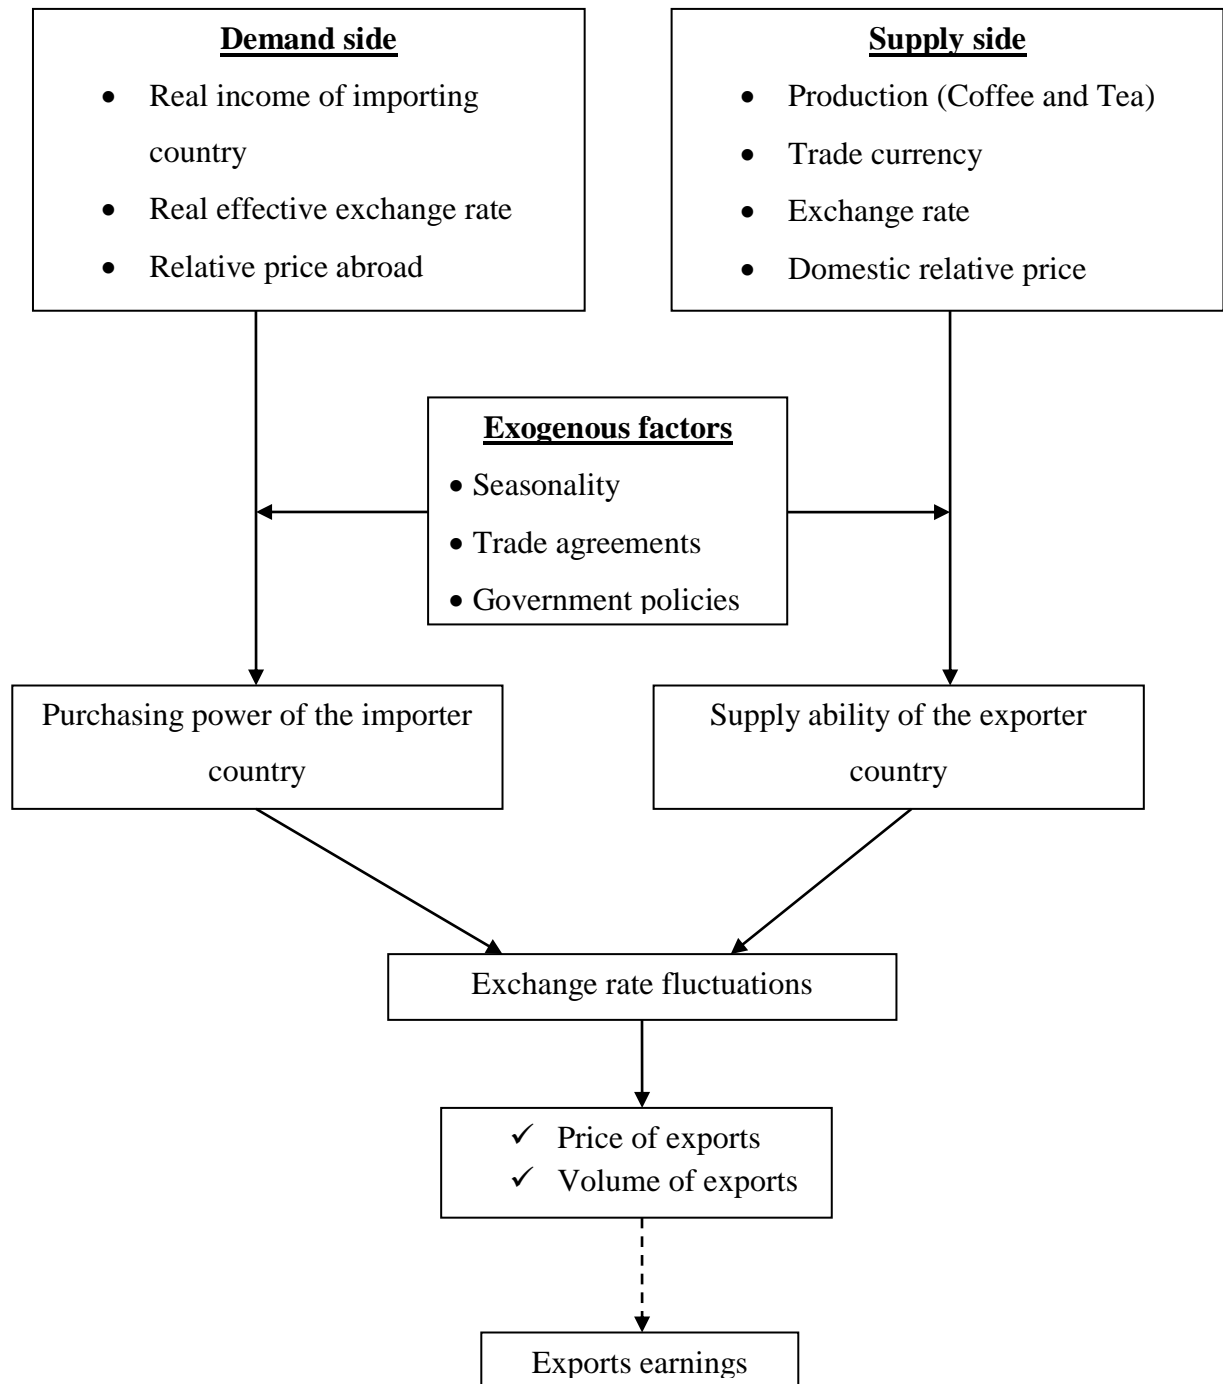 Demand side
• Real income of importing
country
• Real effective exchange rate
• Relative price abroad
Supply side
• Production (Coffee and Tea)
• Trade currency
• Exchange rate
• Domestic relative price
Exogenous factors
• Seasonality
• Trade agreements
• Government policies
Purchasing power of the importer
country
Supply ability of the exporter
country
Exchange rate fluctuations
✓ Price of exports
✓ Volume of exports
Exports earnings